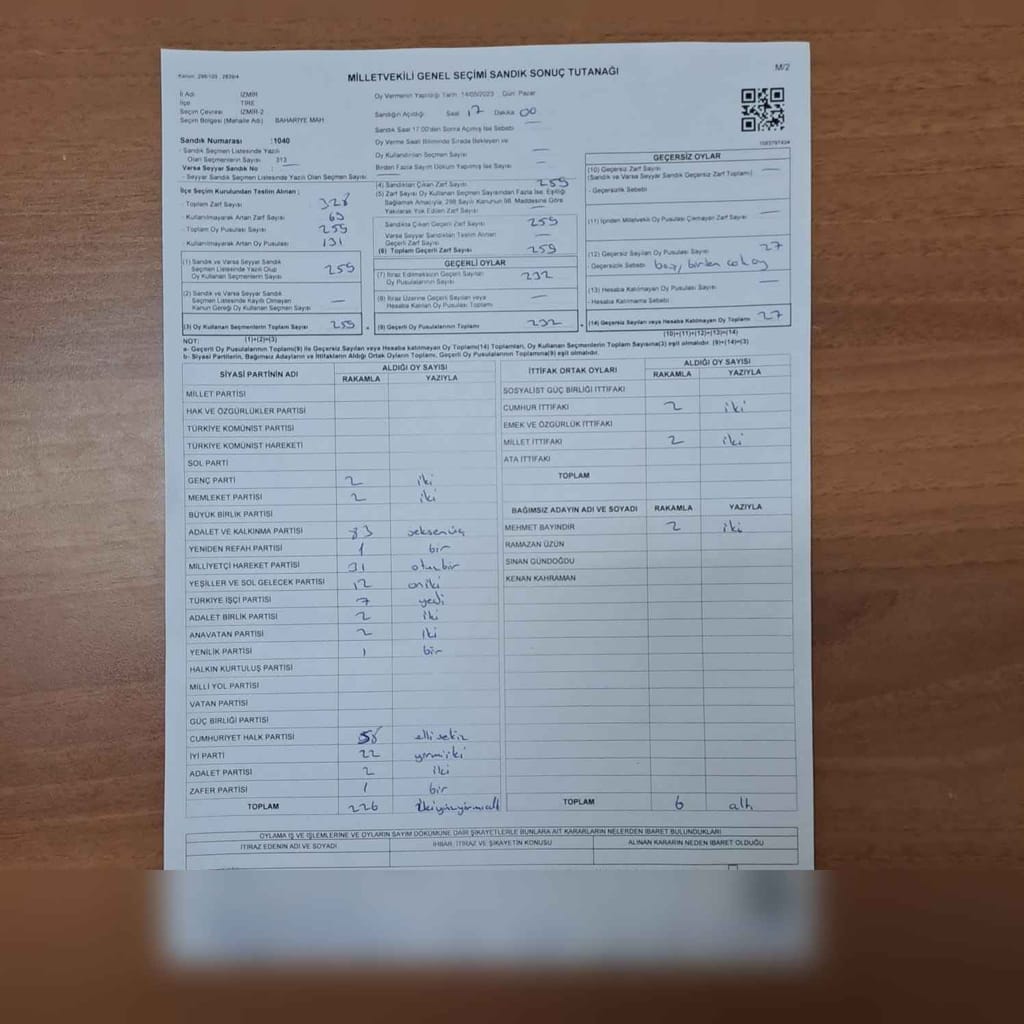 Kanun: 298/105, 2839/4
M/2
MİLLETVEKİLİ GENEL SEÇİMİ SANDIK SONUÇ TUTANAĞI
İl Adı : İZMİR
İlçe : TİRE
Seçim Çevresi : İZMİR-2
Seçim Bölgesi (Mahalle Adı) : BAHARİYE MAH
Sandık Numarası :1040
- Sandık Seçmen Listesinde Yazılı
Olan Seçmenlerin Sayısı : 313
Varsa Seyyar Sandık No : —
- Seyyar Sandık Seçmen Listesinde Yazılı Olan Seçmen Sayısı : —
Oy Vermenin Yapıldığı Tarih: 14/05/2023 Gün: Pazar
Sandığın Açıldığı Saat 17 Dakika 00
Sandık Saat 17:00'den Sonra Açılmış İse Sebebi —
Oy Verme Saati Bitiminde Sırada Bekleyen ve
Oy Kullandırılan Seçmen Sayısı —
Birden Fazla Sayım Döküm Yapılmış İse Sayısı —
İlçe Seçim Kurulundan Teslim Alınan :
- Toplam Zarf Sayısı 328
- Kullanılmayarak Artan Zarf Sayısı 69
- Toplam Oy Pusulası Sayısı 259
- Kullanılmayarak Artan Oy Pusulası 131
(1) Sandık ve Varsa Seyyar Sandık
Seçmen Listesinde Yazılı Olup
Oy Kullanan Seçmenlerin Sayısı 259
(2) Sandık ve Varsa Seyyar Sandık
Seçmen Listesinde Kayıtlı Olmayan
Kanun Gereği Oy Kullanan Seçmen Sayısı —
(3) Oy Kullanan Seçmenlerin Toplam Sayısı 259
(1)+(2)=(3)
(4) Sandıktan Çıkan Zarf Sayısı 259
(5) Zarf Sayısı Oy Kullanan Seçmen Sayısından Fazla İse; Eşitliği
Sağlamak Amacıyla, 298 Sayılı Kanunun 98. Maddesine Göre
Yakılarak Yok Edilen Zarf Sayısı —
Sandıkta Çıkan Geçerli Zarf Sayısı 259
Varsa Seyyar Sandıktan Teslim Alınan
Geçerli Zarf Sayısı —
(6) Toplam Geçerli Zarf Sayısı 259
GEÇERLİ OYLAR
(7) İtiraz Edilmeksizin Geçerli Sayılan
Oy Pusulasının Sayısı 232
(8) İtiraz Üzerine Geçerli Sayılan veya
Hesaba Katılan Oy Pusulası Toplamı —
(9) Geçerli Oy Pusulalarının Toplamı 232
GEÇERSİZ OYLAR
(10) Geçersiz Zarf Sayısı
(Sandık ve Varsa Seyyar Sandık Geçersiz Zarf Toplamı) —
- Geçersizlik Sebebi
(11) İçinden Milletvekili Oy Pusulası Çıkmayan Zarf Sayısı —
(12) Geçersiz Sayılan Oy Pusulası Sayısı 27
- Geçersizlik Sebebi boş, birden çok oy
(13) Hesaba Katılmayan Oy Pusulası Sayısı —
- Hesaba Katılmama Sebebi
(14) Geçersiz Sayılan veya Hesaba Katılmayan Oy Toplamı 27
(10)+(11)+(12)+(13)=(14)
NOT:
a- Geçerli Oy Pusulalarının Toplamı(9) ile Geçersiz Sayılan veya Hesaba katılmayan Oy Toplamı(14) Toplamları, Oy Kullanan Seçmenlerin Toplam Sayısına(3) eşit olmalıdır. (9)+(14)=(3)
b- Siyasi Partilerin, Bağımsız Adayların ve İttifakların Aldığı Ortak Oyların Toplamı, Geçerli Oy Pusulalarının Toplamına(9) eşit olmalıdır.
SİYASİ PARTİNİN ADI ALDIĞI OY SAYISI
RAKAMLA YAZIYLA
MİLLET PARTİSİ
HAK VE ÖZGÜRLÜKLER PARTİSİ
TÜRKİYE KOMÜNİST PARTİSİ
TÜRKİYE KOMÜNİST HAREKETİ
SOL PARTİ
GENÇ PARTİ 2 iki
MEMLEKET PARTİSİ 2 iki
BÜYÜK BİRLİK PARTİSİ
ADALET VE KALKINMA PARTİSİ 83 seksenüç
YENİDEN REFAH PARTİSİ 1 bir
MİLLİYETÇİ HAREKET PARTİSİ 31 otuzbir
YEŞİLLER VE SOL GELECEK PARTİSİ 12 oniki
TÜRKİYE İŞÇİ PARTİSİ 7 yedi
ADALET BİRLİK PARTİSİ 2 iki
ANAVATAN PARTİSİ 2 iki
YENİLİK PARTİSİ 1 bir
HALKIN KURTULUŞ PARTİSİ
MİLLİ YOL PARTİSİ
VATAN PARTİSİ
GÜÇ BİRLİĞİ PARTİSİ
CUMHURİYET HALK PARTİSİ 58 ellisekiz
İYİ PARTİ 22 yirmiiki
ADALET PARTİSİ 2 iki
ZAFER PARTİSİ 1 bir
TOPLAM 226 ikiyüzyirmialtı
İTTİFAK ORTAK OYLARI ALDIĞI OY SAYISI
RAKAMLA YAZIYLA
SOSYALİST GÜÇ BİRLİĞİ İTTİFAKI
CUMHUR İTTİFAKI 2 iki
EMEK VE ÖZGÜRLÜK İTTİFAKI
MİLLET İTTİFAKI 2 iki
ATA İTTİFAKI
TOPLAM
BAĞIMSIZ ADAYIN ADI VE SOYADI RAKAMLA YAZIYLA
MEHMET BAYINDIR 2 iki
RAMAZAN ÜZÜN
SİNAN GÜNDOĞDU
KENAN KAHRAMAN
TOPLAM 6 altı
OYLAMA İŞ VE İŞLEMLERİNE VE OYLARIN SAYIM DÖKÜMÜNE DAİR ŞİKAYETLERLE BUNLARA AİT KARARLARIN NELERDEN İBARET BULUNDUKLARI
İTİRAZ EDENİN ADI VE SOYADI
İHBAR, İTİRAZ VE ŞİKAYETİN KONUSU
ALINAN KARARIN NEDEN İBARET OLDUĞU